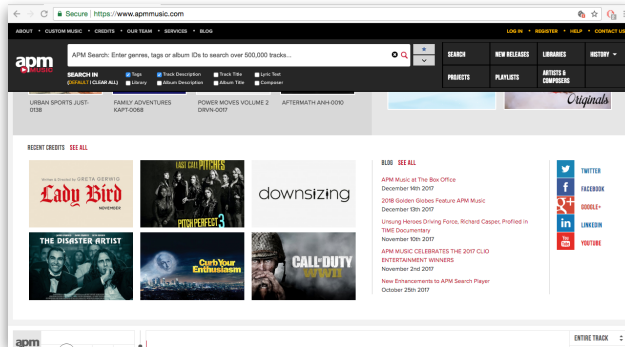 Secure | https://www.apmmusic.com
ABOUT • CUSTOM MUSIC • CREDITS • OUR TEAM • SERVICES • BLOG
LOG IN • REGISTER • HELP • CONTACT US
apm
MUSIC
APM Search: Enter genres, tags or album IDs to search over 500,000 tracks...
SEARCH IN
(DEFAULT | CLEAR ALL)
Tags Track Description Track Title Lyric Text
Library Album Description Album Title Composer
SEARCH NEW RELEASES LIBRARIES HISTORY
PROJECTS PLAYLISTS ARTISTS & COMPOSERS
URBAN SPORTS JUST-0138
FAMILY ADVENTURES KAPT-0068
POWER MOVES VOLUME 2 DRVN-0017
AFTERMATH ANH-0010
Originals
RECENT CREDITS SEE ALL
Written & Directed by GRETA GERWIG
Lady Bird
NOVEMBER
LAST CALL PITCHES
PITCH PERFECT 3
downsizing
THE DISASTER ARTIST
Curb Your Enthusiasm
CALL OF DUTY
WWII
BLOG SEE ALL
APM Music at The Box Office
December 14th 2017
2018 Golden Globes Feature APM Music
December 13th 2017
Unsung Heroes Driving Force, Richard Casper, Profiled in
TIME Documentary
November 10th 2017
APM MUSIC CELEBRATES THE 2017 CLIO
ENTERTAINMENT WINNERS
November 2nd 2017
New Enhancements to APM Search Player
October 25th 2017
TWITTER
FACEBOOK
GOOGLE+
LINKEDIN
YOUTUBE
apm
ENTIRE TRACK